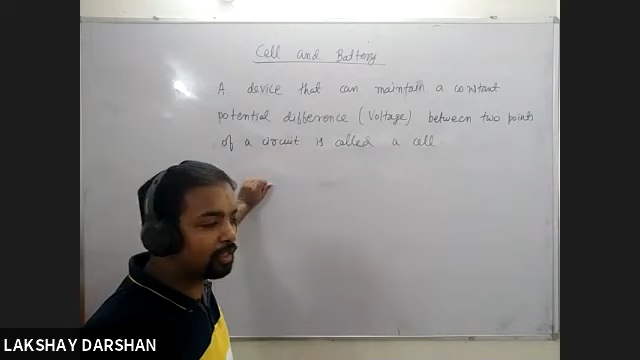 Cell and Battery
A device that can maintain a constant
potential difference (Voltage) between two points
of a circuit is called a cell
LAKSHAY DARSHAN